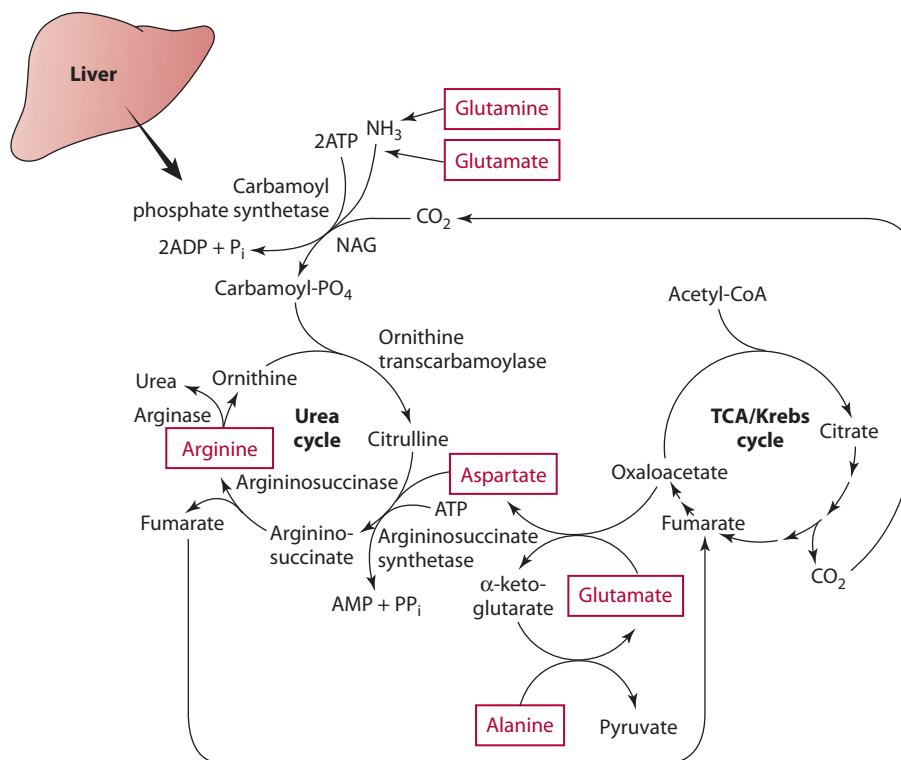 Liver
Glutamine
2ATP
NH3
Glutamate
Carbamoyl
phosphate synthetase
CO2
2ADP + Pi
NAG
Carbamoyl-PO4
Acetyl-CoA
Ornithine
transcarbamoylase
Urea
Ornithine
Arginase
Urea
cycle
TCA/Krebs
cycle
Arginine
Citrulline
Citrate
Argininosuccinase
Aspartate
Oxaloacetate
Fumarate
ATP
Fumarate
Arginino-
succinate
Argininosuccinate
synthetase
CO2
AMP + PPi
α-keto-
glutarate
Glutamate
Alanine
Pyruvate